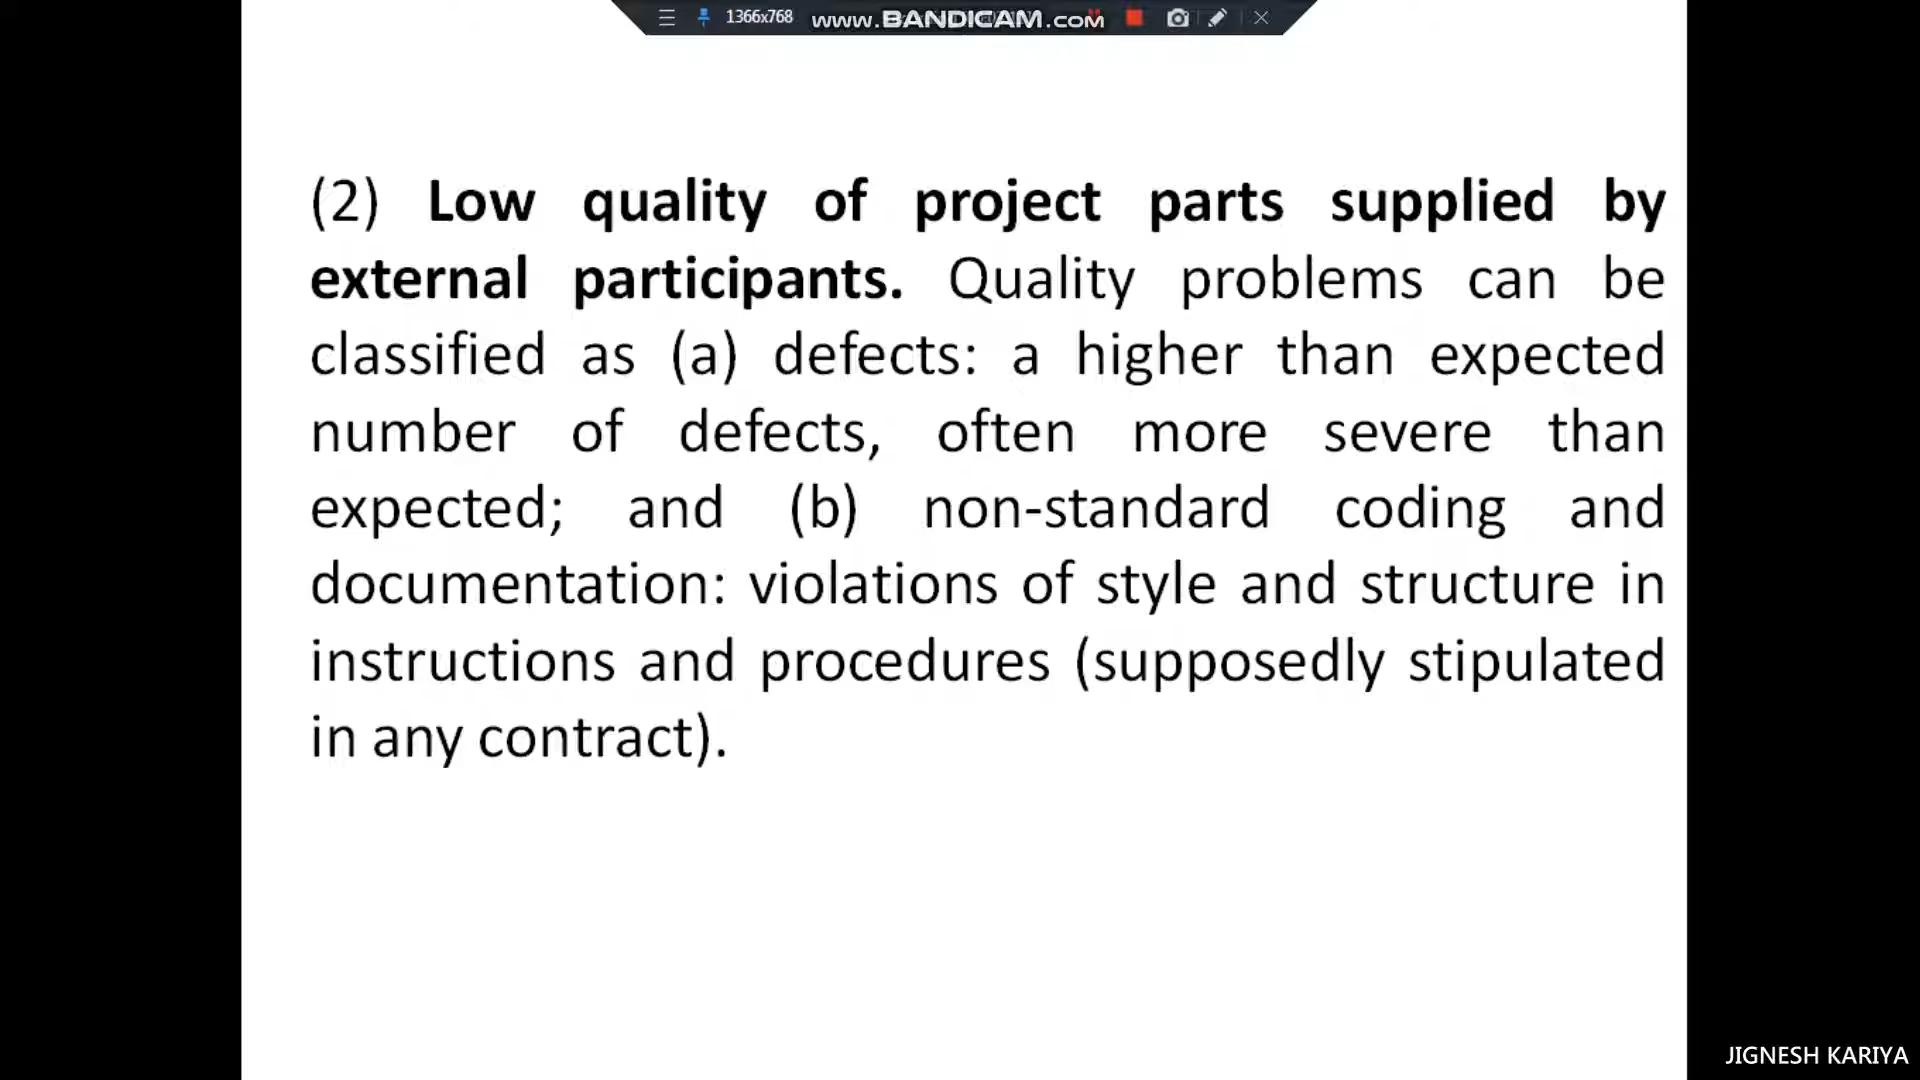 1366x768
www.BANDICAM.com
(2) Low quality of project parts supplied by
external participants. Quality problems can be
classified as (a) defects: a higher than expected
number of defects, often more severe than
expected; and (b) non-standard coding and
documentation: violations of style and structure in
instructions and procedures (supposedly stipulated
in any contract).
JIGNESH KARIYA